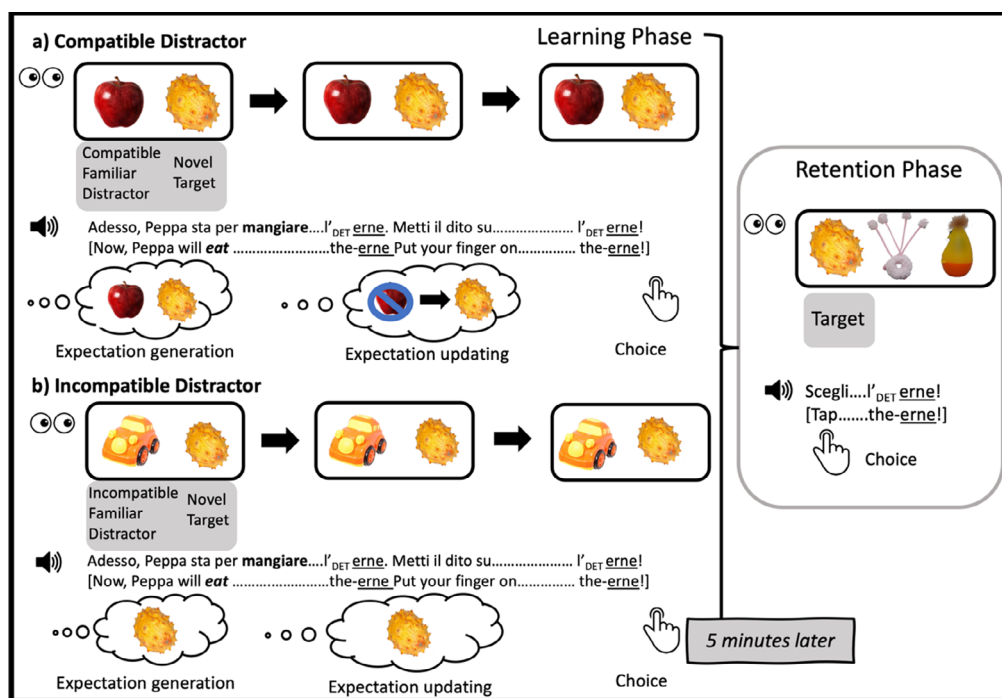 Learning Phase
a) Compatible Distractor
Compatible
Familiar
Distractor
Novel
Target
Adesso, Peppa sta per mangiare....l'DET erne. Metti il dito su...................... l'DET erne!
[Now, Peppa will eat .............................the-erne Put your finger on............... the-erne!]
Expectation generation
Expectation updating
Choice
b) Incompatible Distractor
Incompatible
Familiar
Distractor
Novel
Target
Adesso, Peppa sta per mangiare....l'DET erne. Metti il dito su...................... l'DET erne!
[Now, Peppa will eat .............................the-erne Put your finger on............... the-erne!]
Expectation generation
Expectation updating
Choice
5 minutes later
Retention Phase
Target
Scegli....l'DET erne!
[Tap.......the-erne!]
Choice